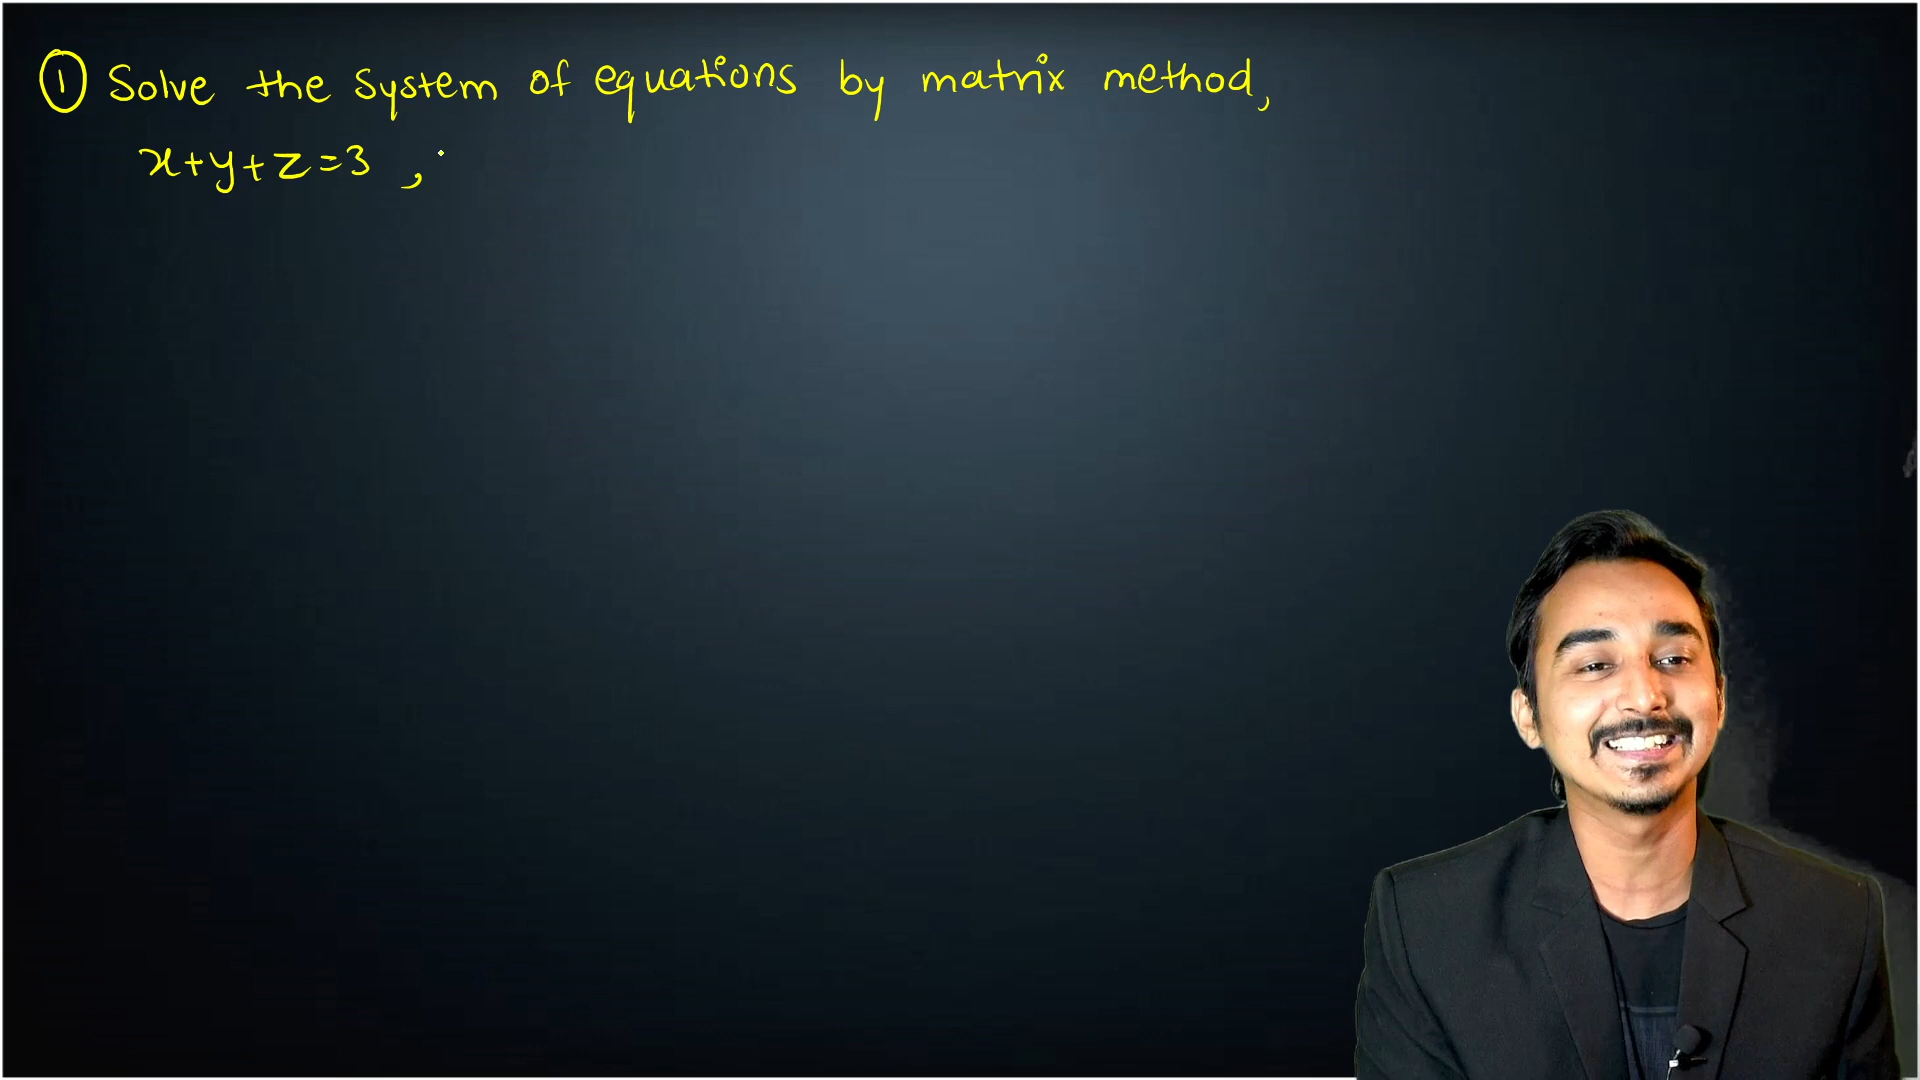 ① Solve the system of equations by matrix method,
x+y+z=3 ,